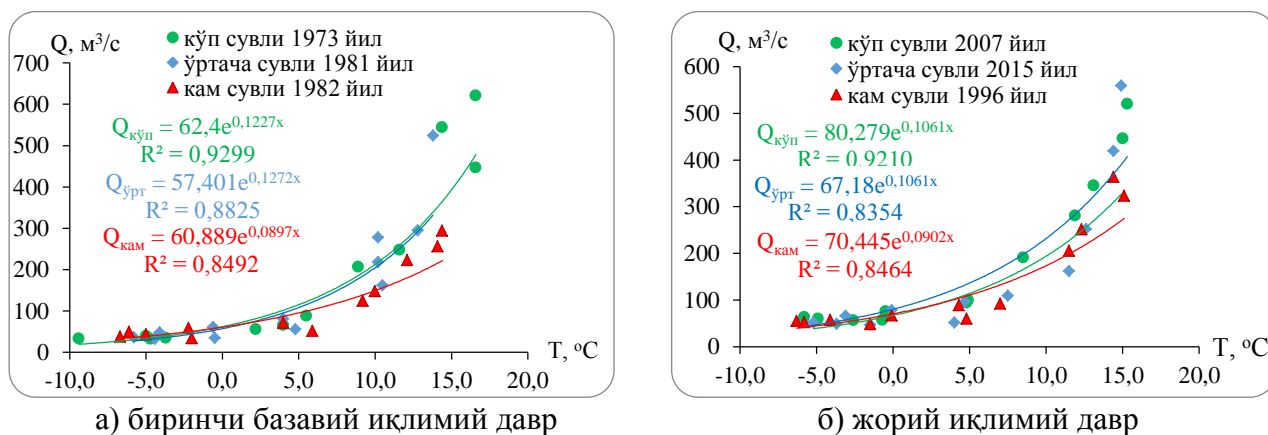 Q, м³/с
кўп сувли 1973 йил
ўртача сувли 1981 йил
кам сувли 1982 йил
700
600
500
400
300
200
100
0
Qкўп = 62,4e^0,1227x
R² = 0,9299
Qўрт = 57,401e^0,1272x
R² = 0,8825
Qкам = 60,889e^0,0897x
R² = 0,8492
T, ºC
-10,0 -5,0 0,0 5,0 10,0 15,0 20,0
а) биринчи базавий иқлимий давр
Q, м³/с
кўп сувли 2007 йил
ўртача сувли 2015 йил
кам сувли 1996 йил
600
500
400
300
200
100
0
Qкўп = 80,279e^0,1061x
R² = 0,9210
Qўрт = 67,18e^0,1061x
R² = 0,8354
Qкам = 70,445e^0,0902x
R² = 0,8464
T, ºC
-10,0 -5,0 0,0 5,0 10,0 15,0 20,0
б) жорий иқлимий давр